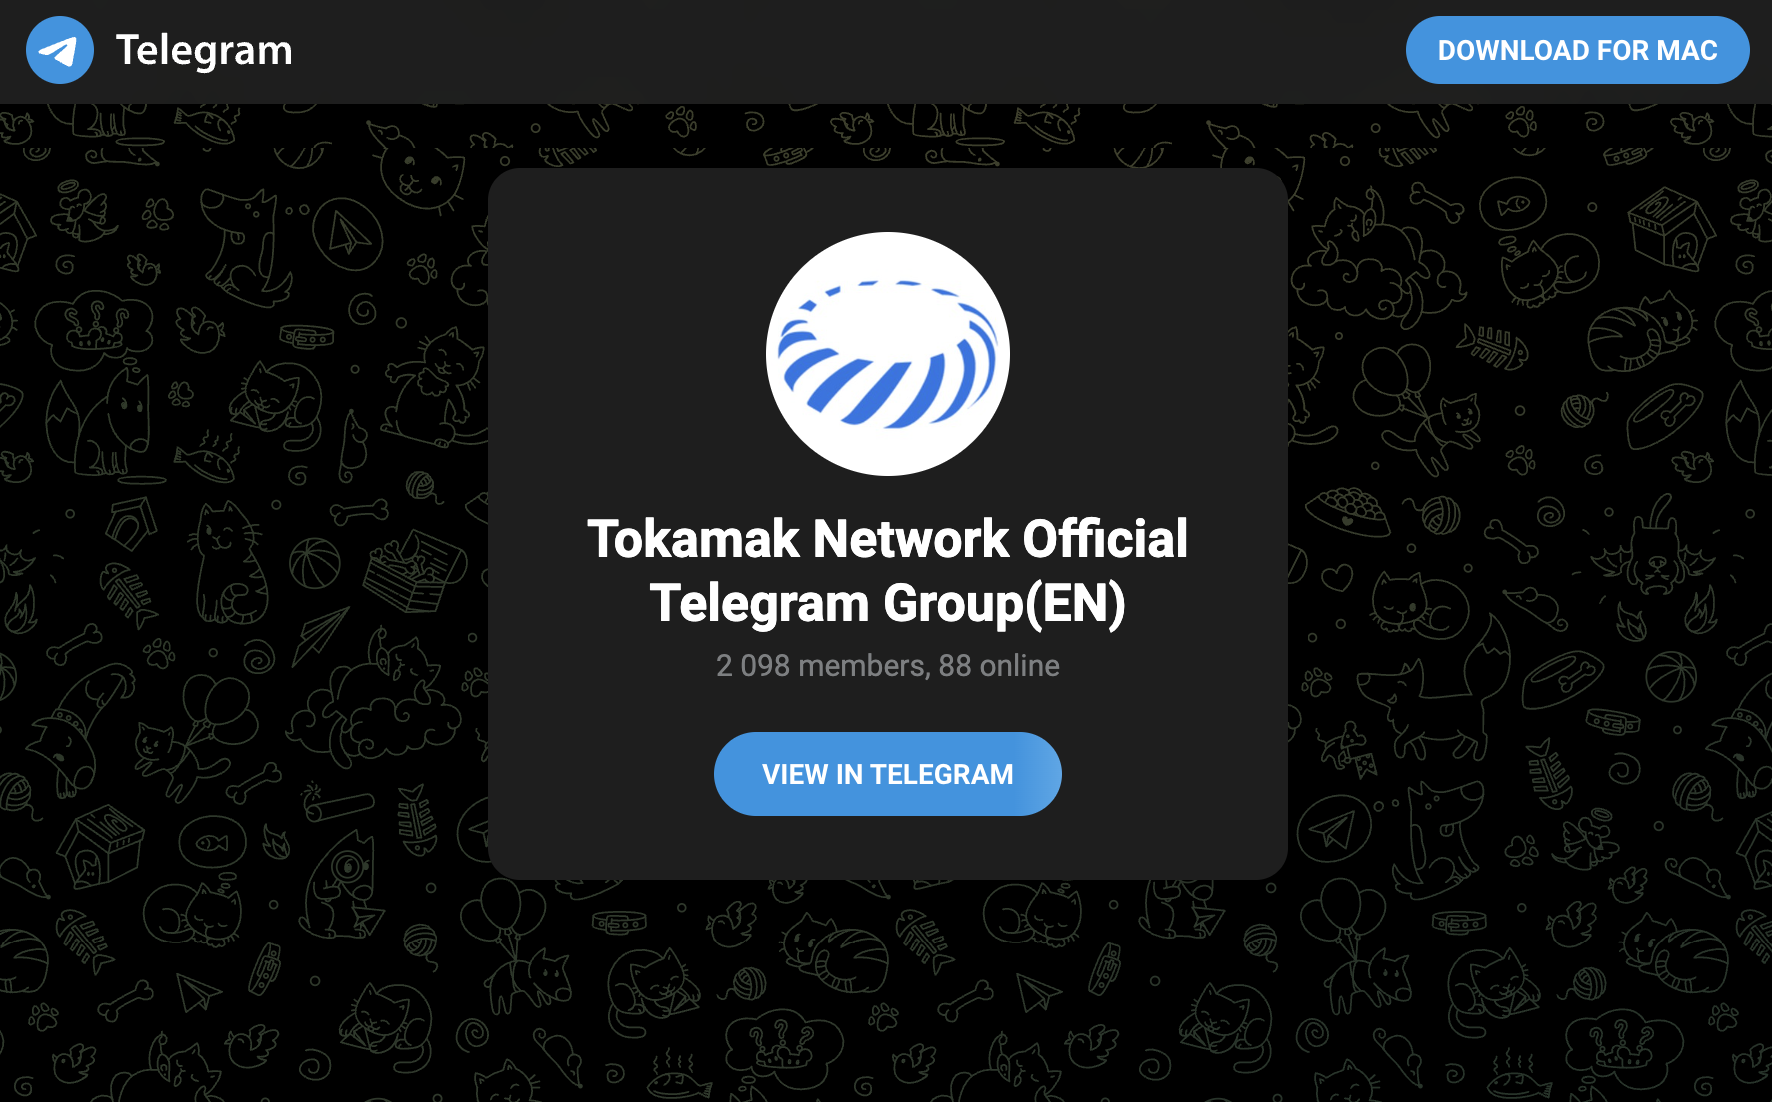 Telegram
DOWNLOAD FOR MAC
Tokamak Network Official
Telegram Group(EN)
2 098 members, 88 online
VIEW IN TELEGRAM